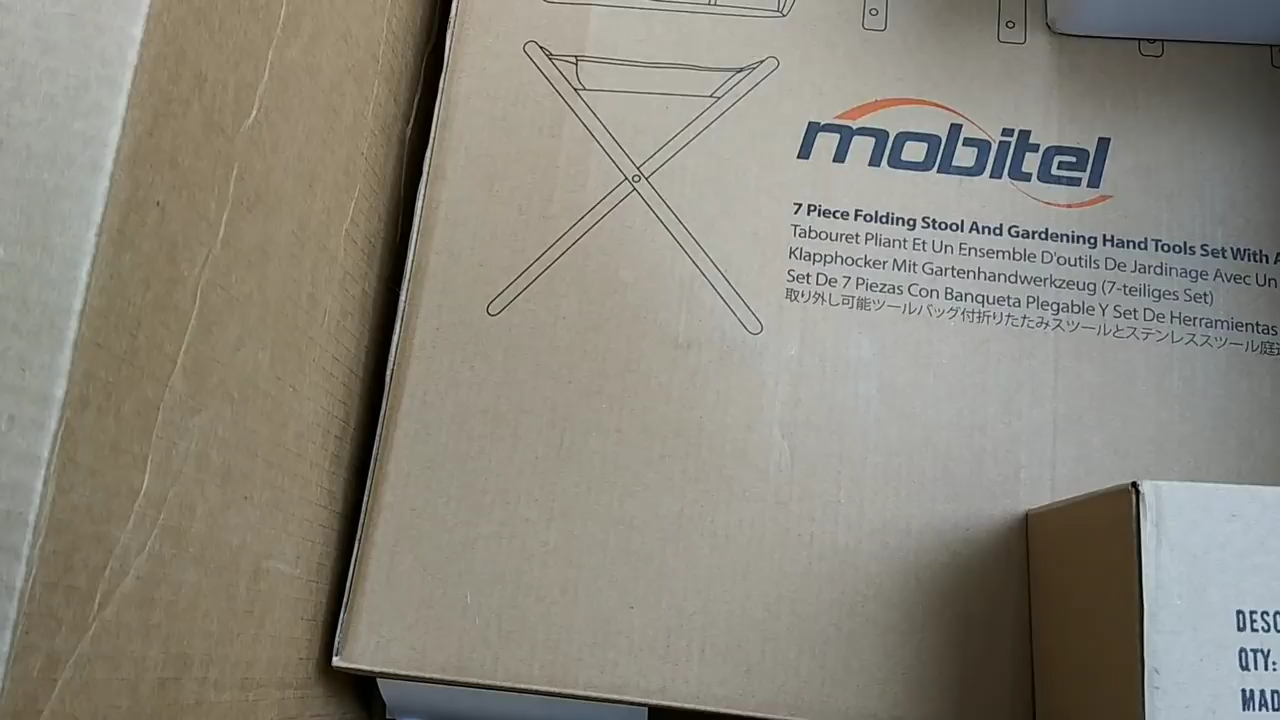 mobitel
7 Piece Folding Stool And Gardening Hand Tools Set With
Tabouret Pliant Et Un Ensemble D'outils De Jardinage Avec Un
Klapphocker Mit Gartenhandwerkzeug (7-teiliges Set)
Set De 7 Piezas Con Banqueta Plegable Y Set De Herramientas
取り外し可能ツールバッグ付折りたたみスツールとステンレススツール庭
QTY: